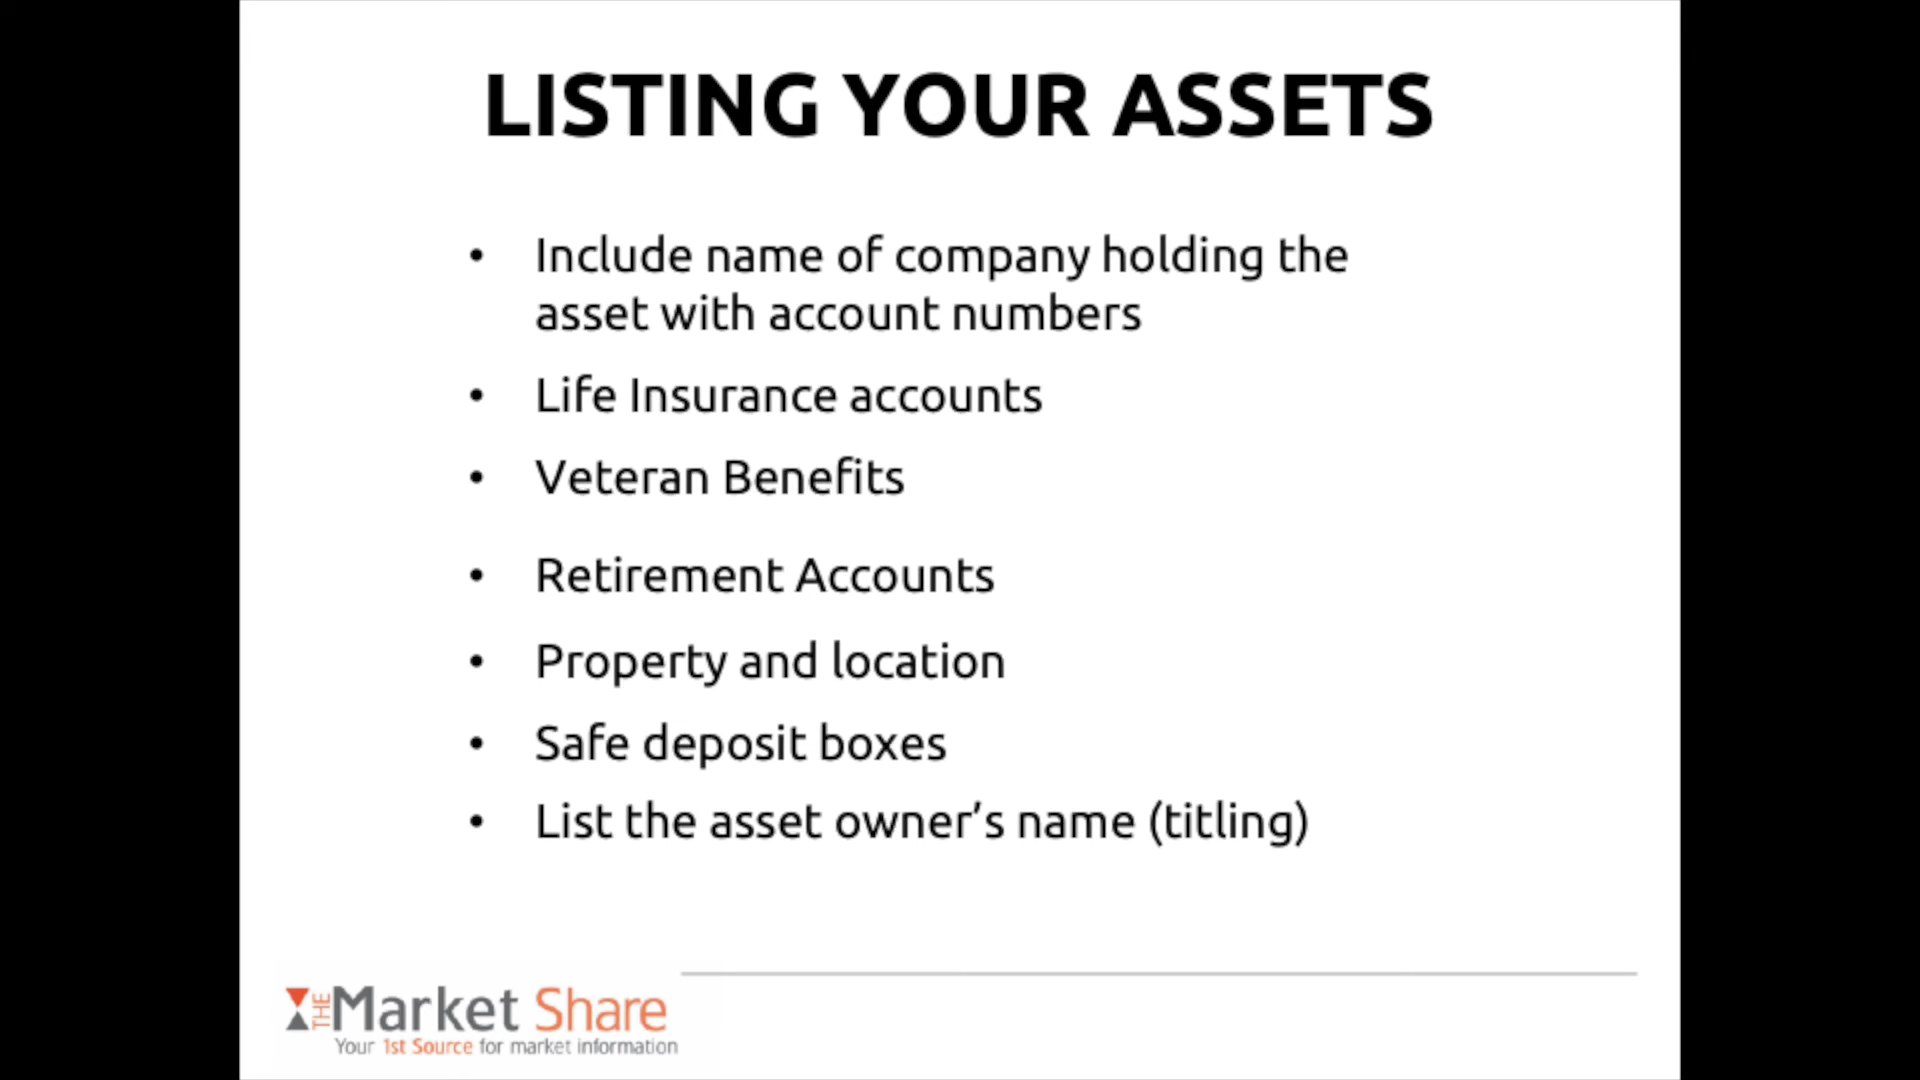 LISTING YOUR ASSETS
• Include name of company holding the
asset with account numbers
• Life Insurance accounts
• Veteran Benefits
• Retirement Accounts
• Property and location
• Safe deposit boxes
• List the asset owner’s name (titling)
THE Market Share
Your 1st Source for market information